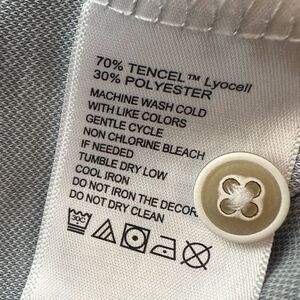 70% TENCEL™ Lyocell
30% POLYESTER
MACHINE WASH COLD
WITH LIKE COLORS
GENTLE CYCLE
NON CHLORINE BLEACH
IF NEEDED
TUMBLE DRY LOW
COOL IRON
DO NOT IRON THE DECOR
DO NOT DRY CLEAN
30C